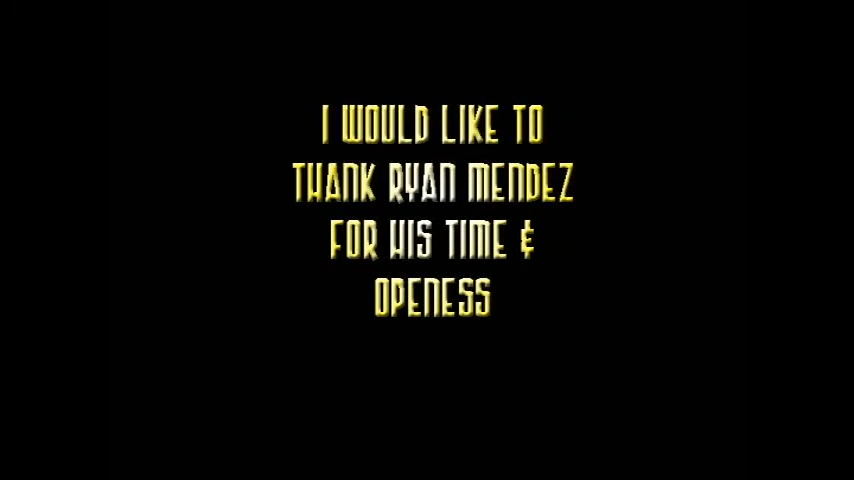 I WOULD LIKE TO
THANK RYAN MENDEZ
FOR HIS TIME &
OPENESS